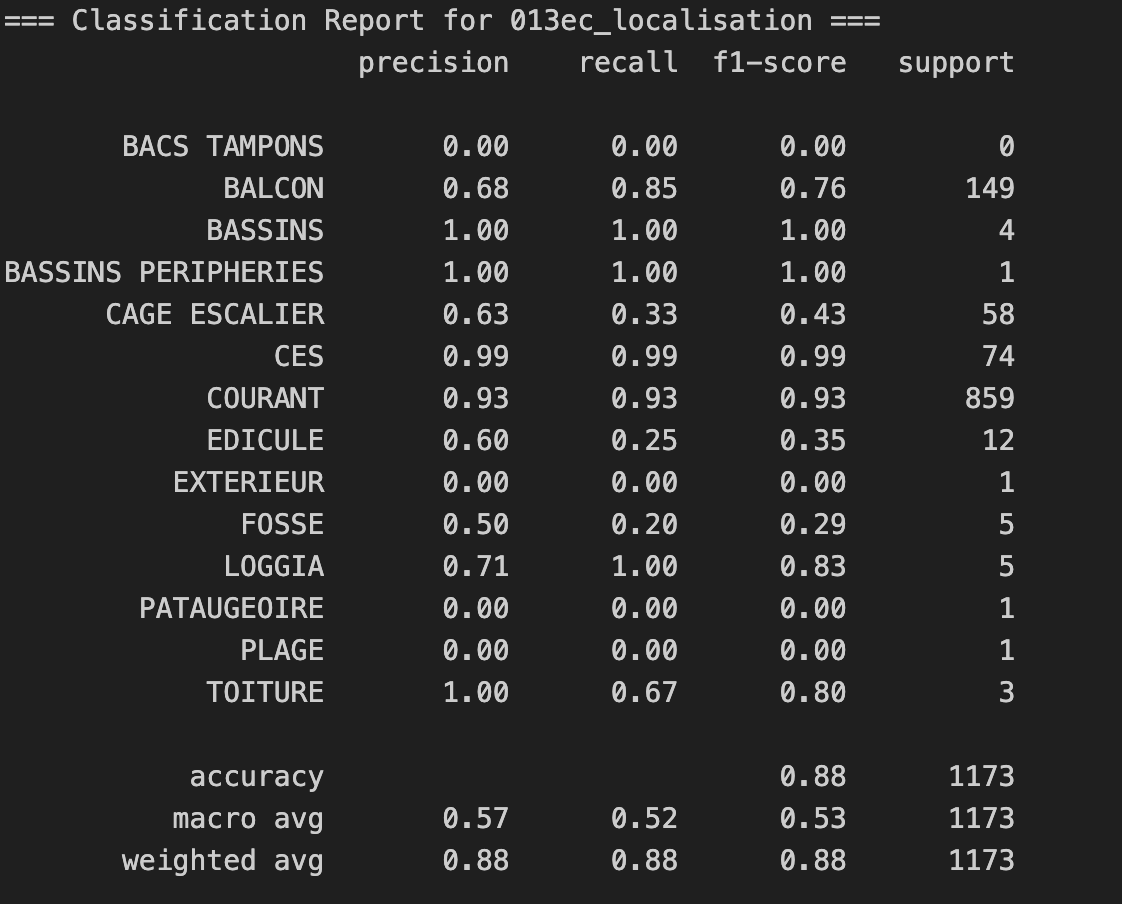 === Classification Report for 013ec_localisation ===
precision recall f1-score support
BACS TAMPONS 0.00 0.00 0.00 0
BALCON 0.68 0.85 0.76 149
BASSINS 1.00 1.00 1.00 4
BASSINS PERIPHERIES 1.00 1.00 1.00 1
CAGE ESCALIER 0.63 0.33 0.43 58
CES 0.99 0.99 0.99 74
COURANT 0.93 0.93 0.93 859
EDICULE 0.60 0.25 0.35 12
EXTERIEUR 0.00 0.00 0.00 1
FOSSE 0.50 0.20 0.29 5
LOGGIA 0.71 1.00 0.83 5
PATAUGEOIRE 0.00 0.00 0.00 1
PLAGE 0.00 0.00 0.00 1
TOITURE 1.00 0.67 0.80 3
accuracy 0.88 1173
macro avg 0.57 0.52 0.53 1173
weighted avg 0.88 0.88 0.88 1173